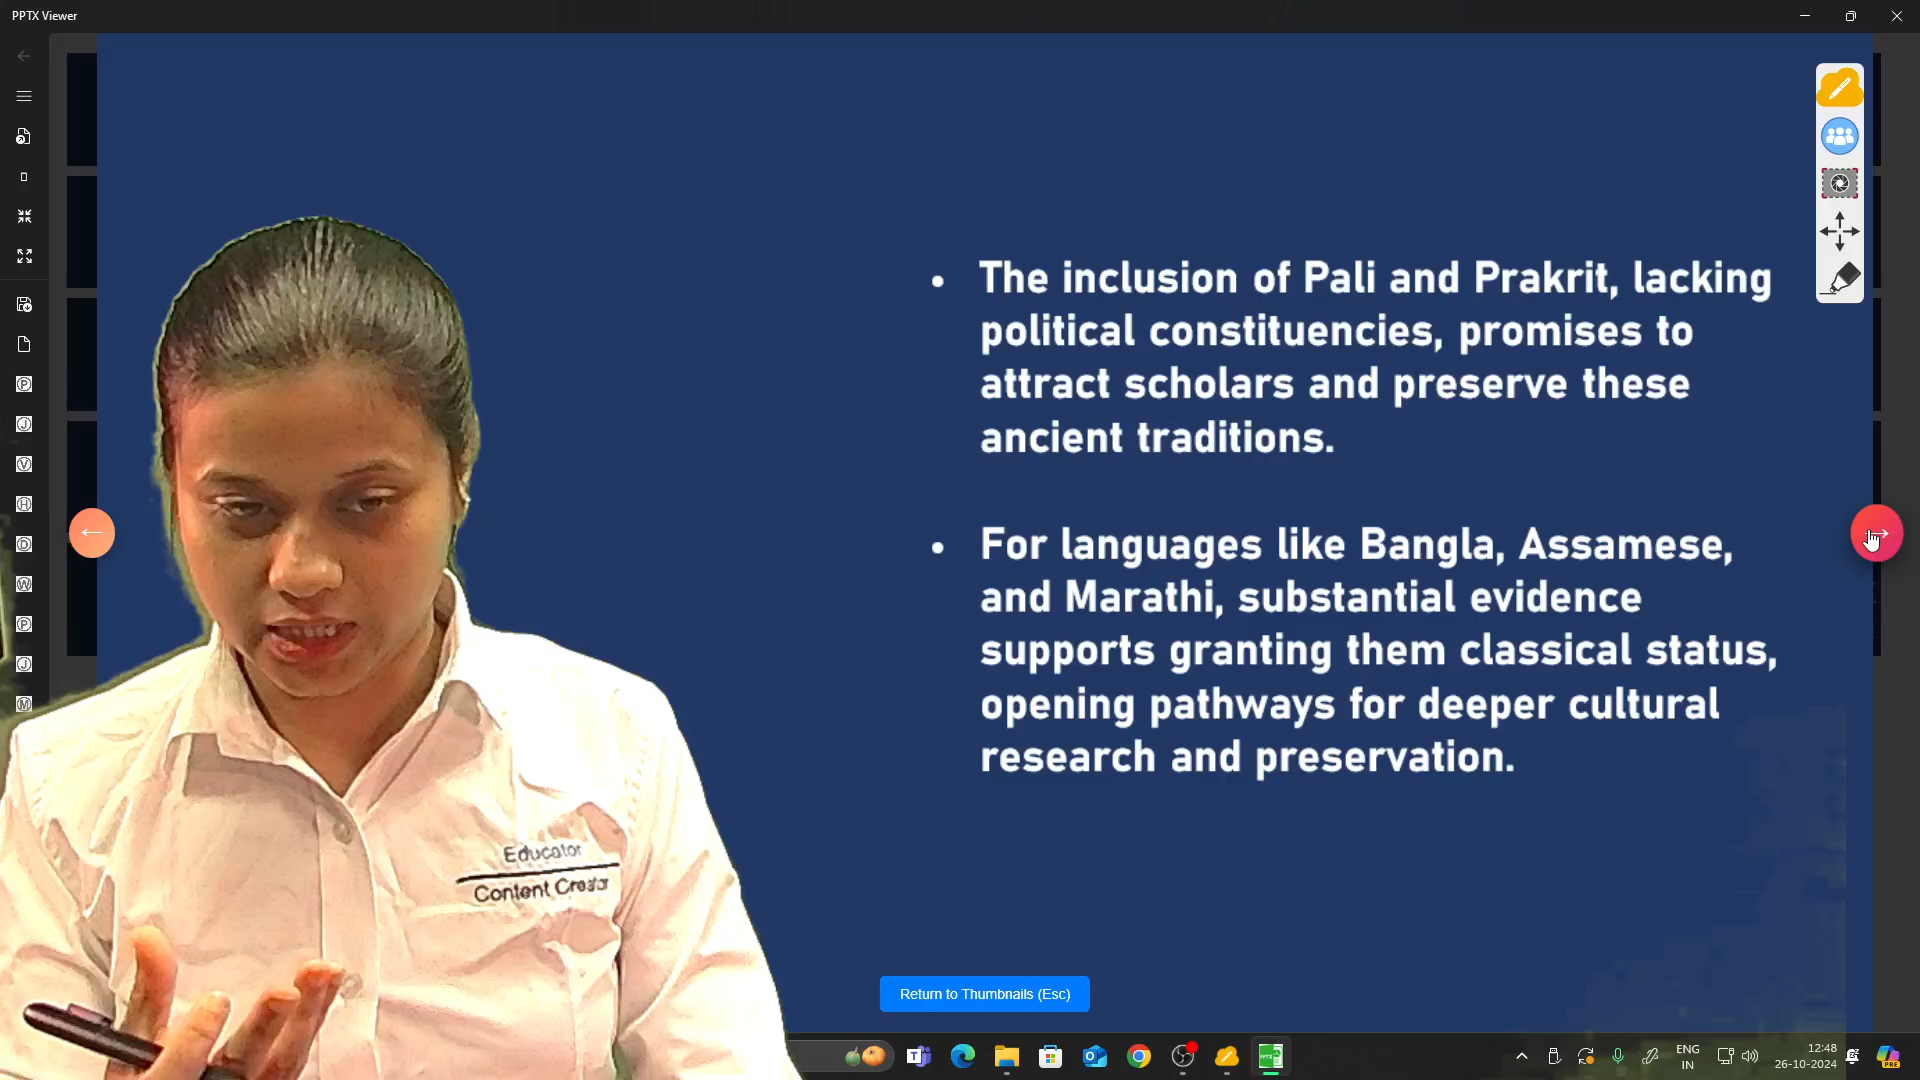 PPTX Viewer
• The inclusion of Pali and Prakrit, lacking
political constituencies, promises to
attract scholars and preserve these
ancient traditions.
• For languages like Bangla, Assamese,
and Marathi, substantial evidence
supports granting them classical status,
opening pathways for deeper cultural
research and preservation.
Educator
Content Creator
Return to Thumbnails (Esc)
ENG
IN
12:48
26-10-2024